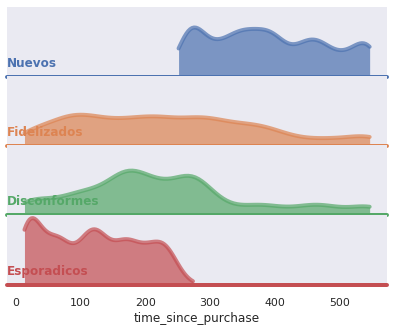 Nuevos
Fidelizados
Disconformes
Esporadicos
0 100 200 300 400 500
time_since_purchase